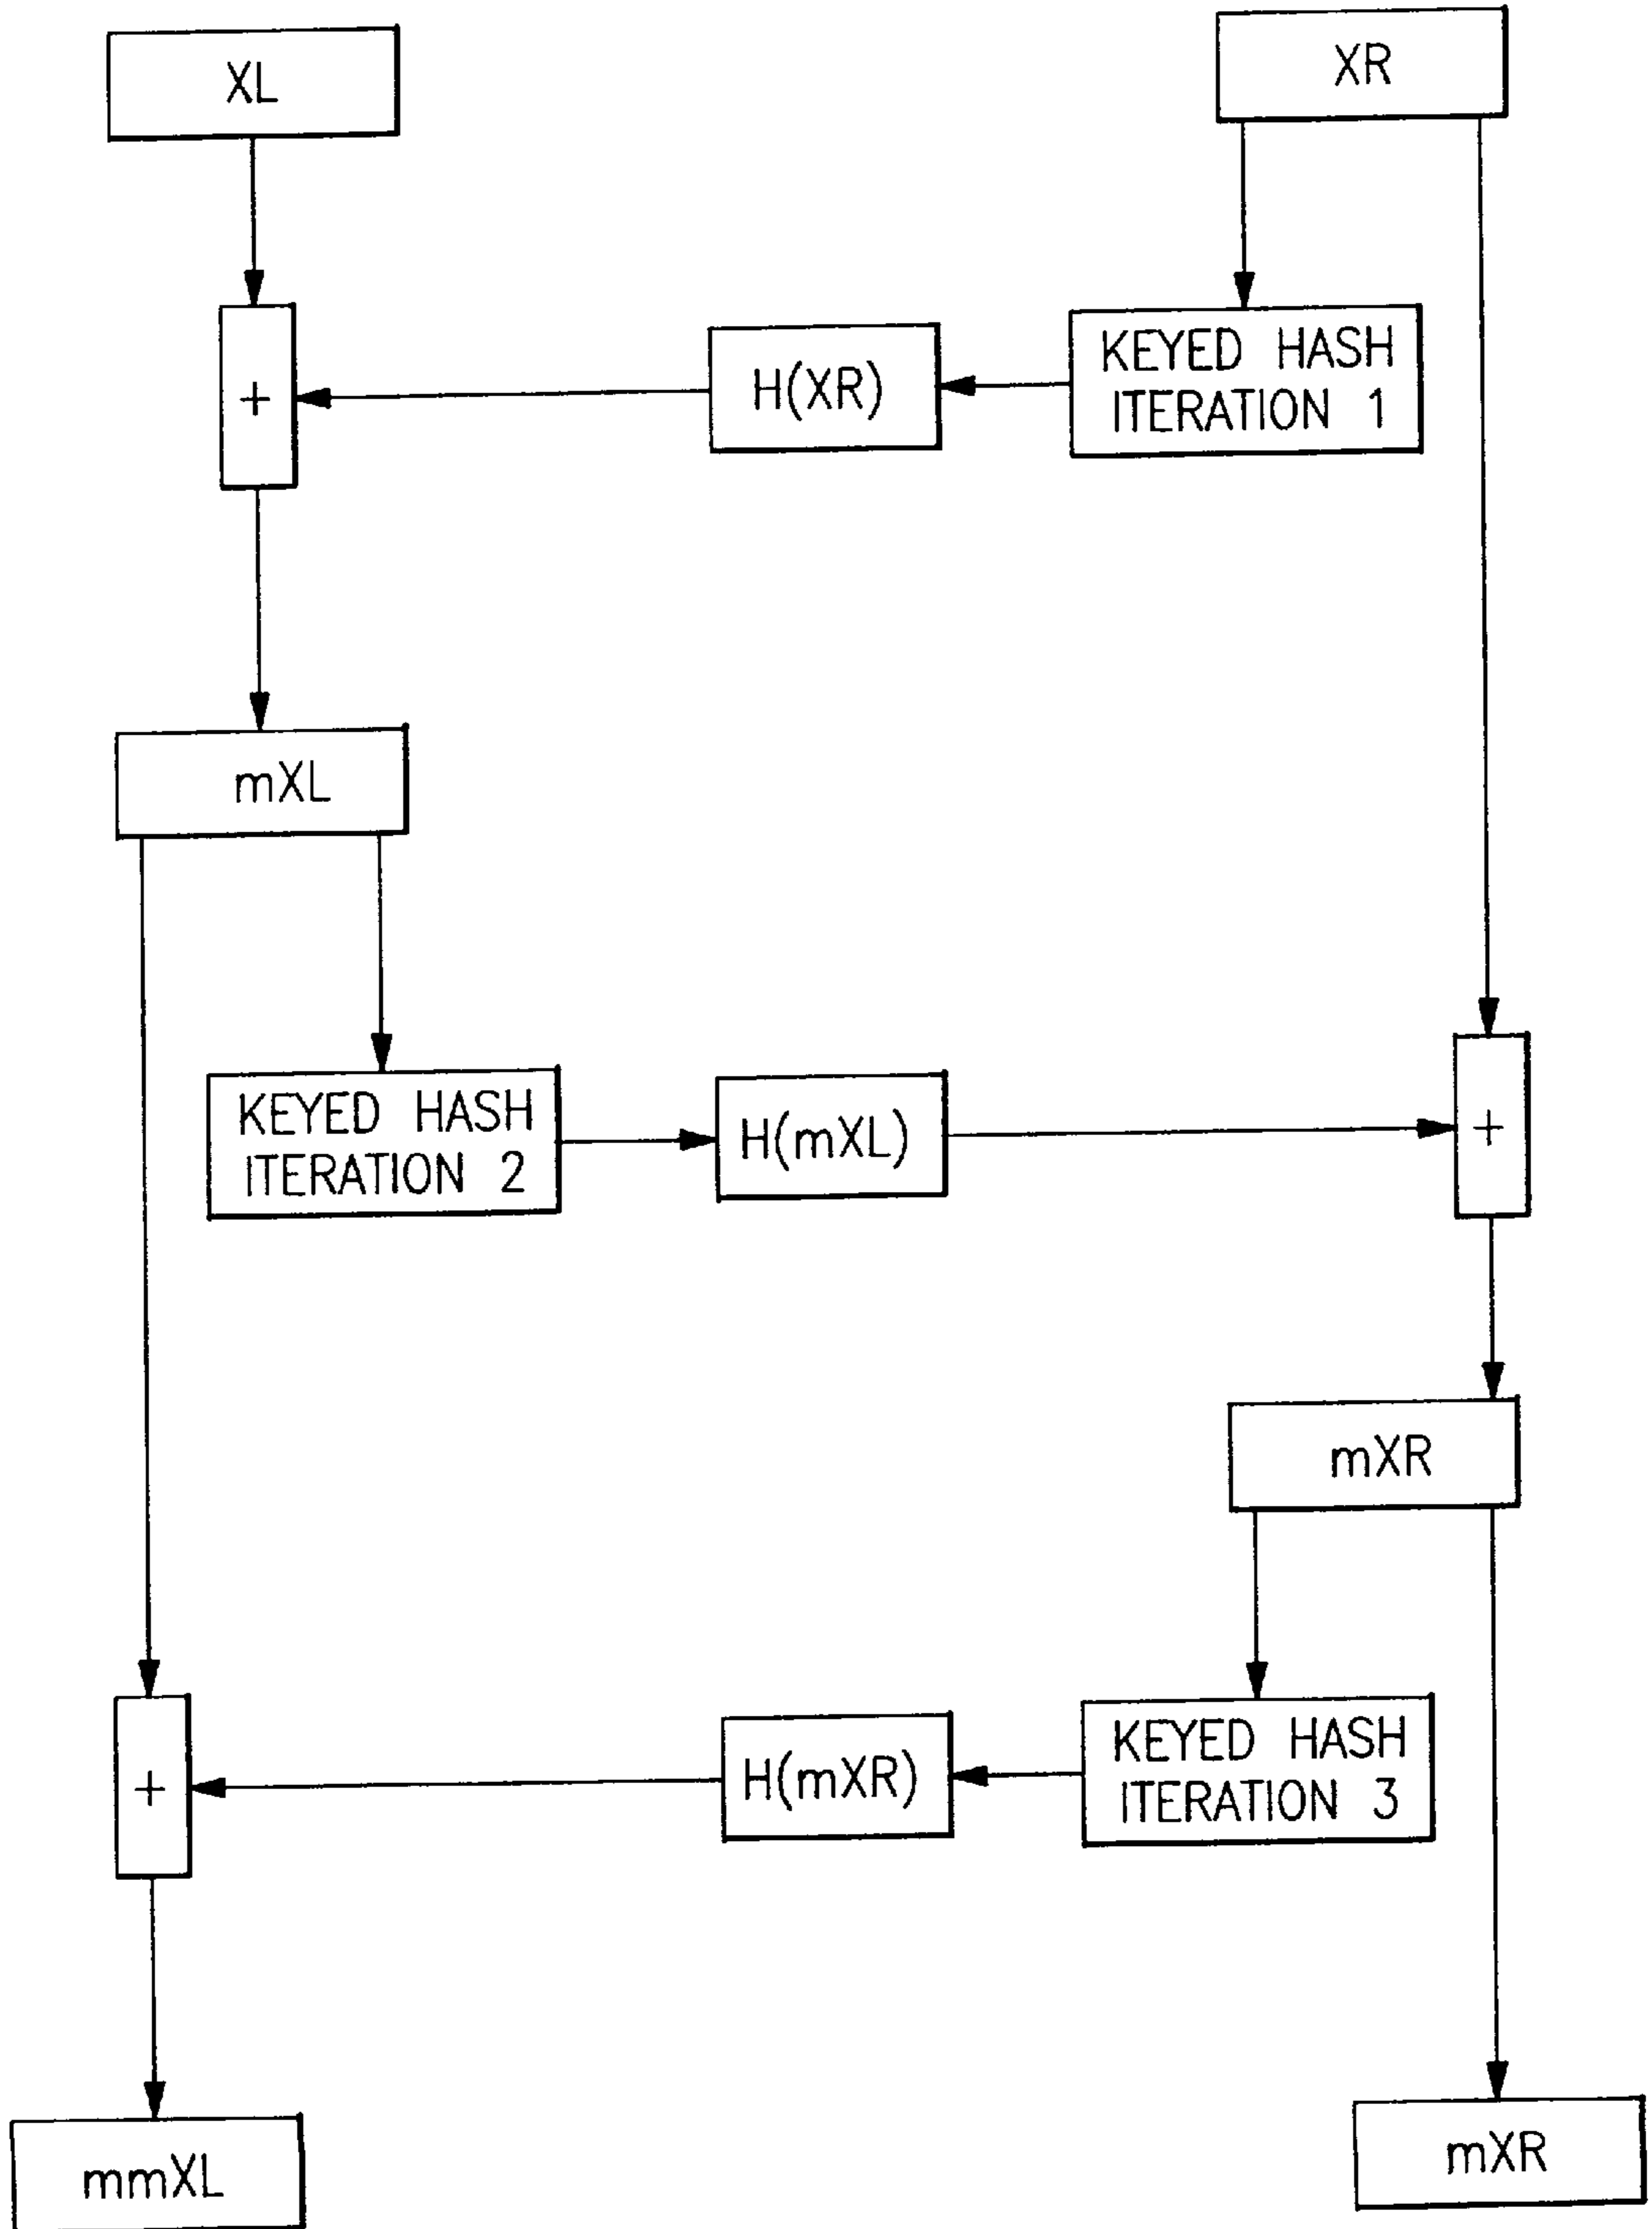 XL
XR
+
H(XR)
KEYED HASH
ITERATION 1
mXL
KEYED HASH
ITERATION 2
H(mXL)
+
mXR
+
H(mXR)
KEYED HASH
ITERATION 3
mmXL
mXR